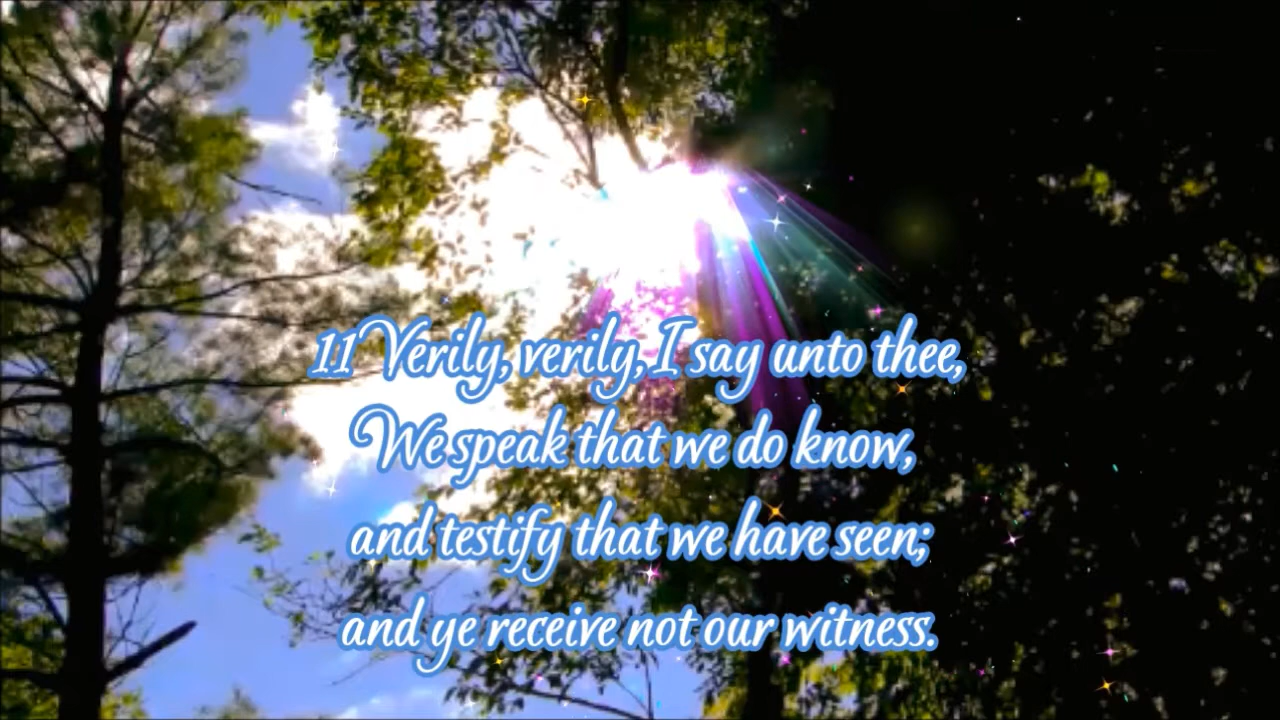 11 Verily, verily, I say unto thee,
We speak that we do know,
and testify that we have seen;
and ye receive not our witness.